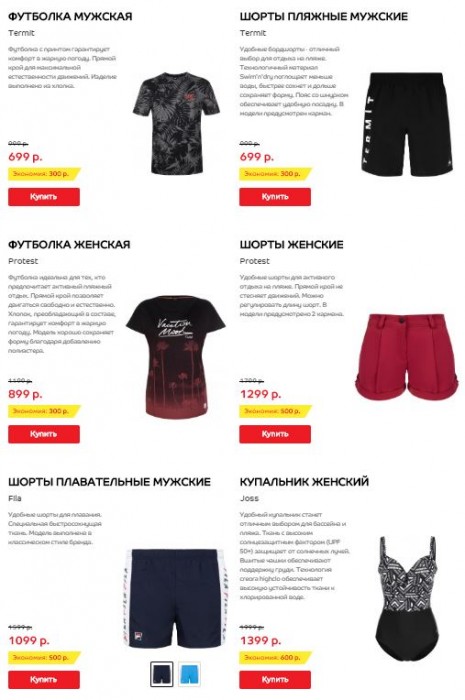 ФУТБОЛКА МУЖСКАЯ
Termit
Футболка с принтом гарантирует
комфорт в жаркую погоду. Прямой
крой для максимальной
естественности движений. Изделие
выполнено из хлопка.
999 р.
699 р.
Экономия: 300 р.
Купить
ШОРТЫ ПЛЯЖНЫЕ МУЖСКИЕ
Termit
Удобные бордшорты - отличный
выбор для отдыха на пляже.
Технологичный материал
Swim'n'dry поглощает меньше
воды, быстрее сохнет и дольше
сохраняет форму. Пояс со шнурком
обеспечивает удобную посадку. В
модели предусмотрен карман.
999 р.
699 р.
Экономия: 300 р.
Купить
TERMIT
ФУТБОЛКА ЖЕНСКАЯ
Protest
Футболка идеальна для тех, кто
предпочитает активный пляжный
отдых. Прямой крой позволяет
двигаться свободно и естественно.
Хлопок, преобладающий в составе,
гарантирует комфорт в жаркую
погоду. Модель хорошо сохраняет
форму благодаря добавлению
полиэстера.
1199 р.
899 р.
Экономия: 300 р.
Купить
Vacation
Mood
ШОРТЫ ЖЕНСКИЕ
Protest
Удобные шорты для активного
отдыха на пляже. Прямой крой не
стесняет движений. Можно
регулировать длину шорт. В
модели предусмотрено 2 кармана.
1799 р.
1299 р.
Экономия: 500 р.
Купить
ШОРТЫ ПЛАВАТЕЛЬНЫЕ МУЖСКИЕ
Fila
Удобные шорты для плавания.
Специальная быстросохнущая
ткань. Модель выполнена в
классическом стиле бренда.
1599 р.
1099 р.
Экономия: 500 р.
Купить
КУПАЛЬНИК ЖЕНСКИЙ
Joss
Удобный купальник станет
отличным выбором для бассейна и
пляжа. Ткань с высоким
солнцезащитным фактором (UPF
50+) защищает от солнечных лучей.
Вшитые чашки обеспечивают
поддержку груди. Технология
creora highclo обеспечивает
высокую устойчивость ткани к
хлорированной воде.
1999 р.
1399 р.
Экономия: 600 р.
Купить